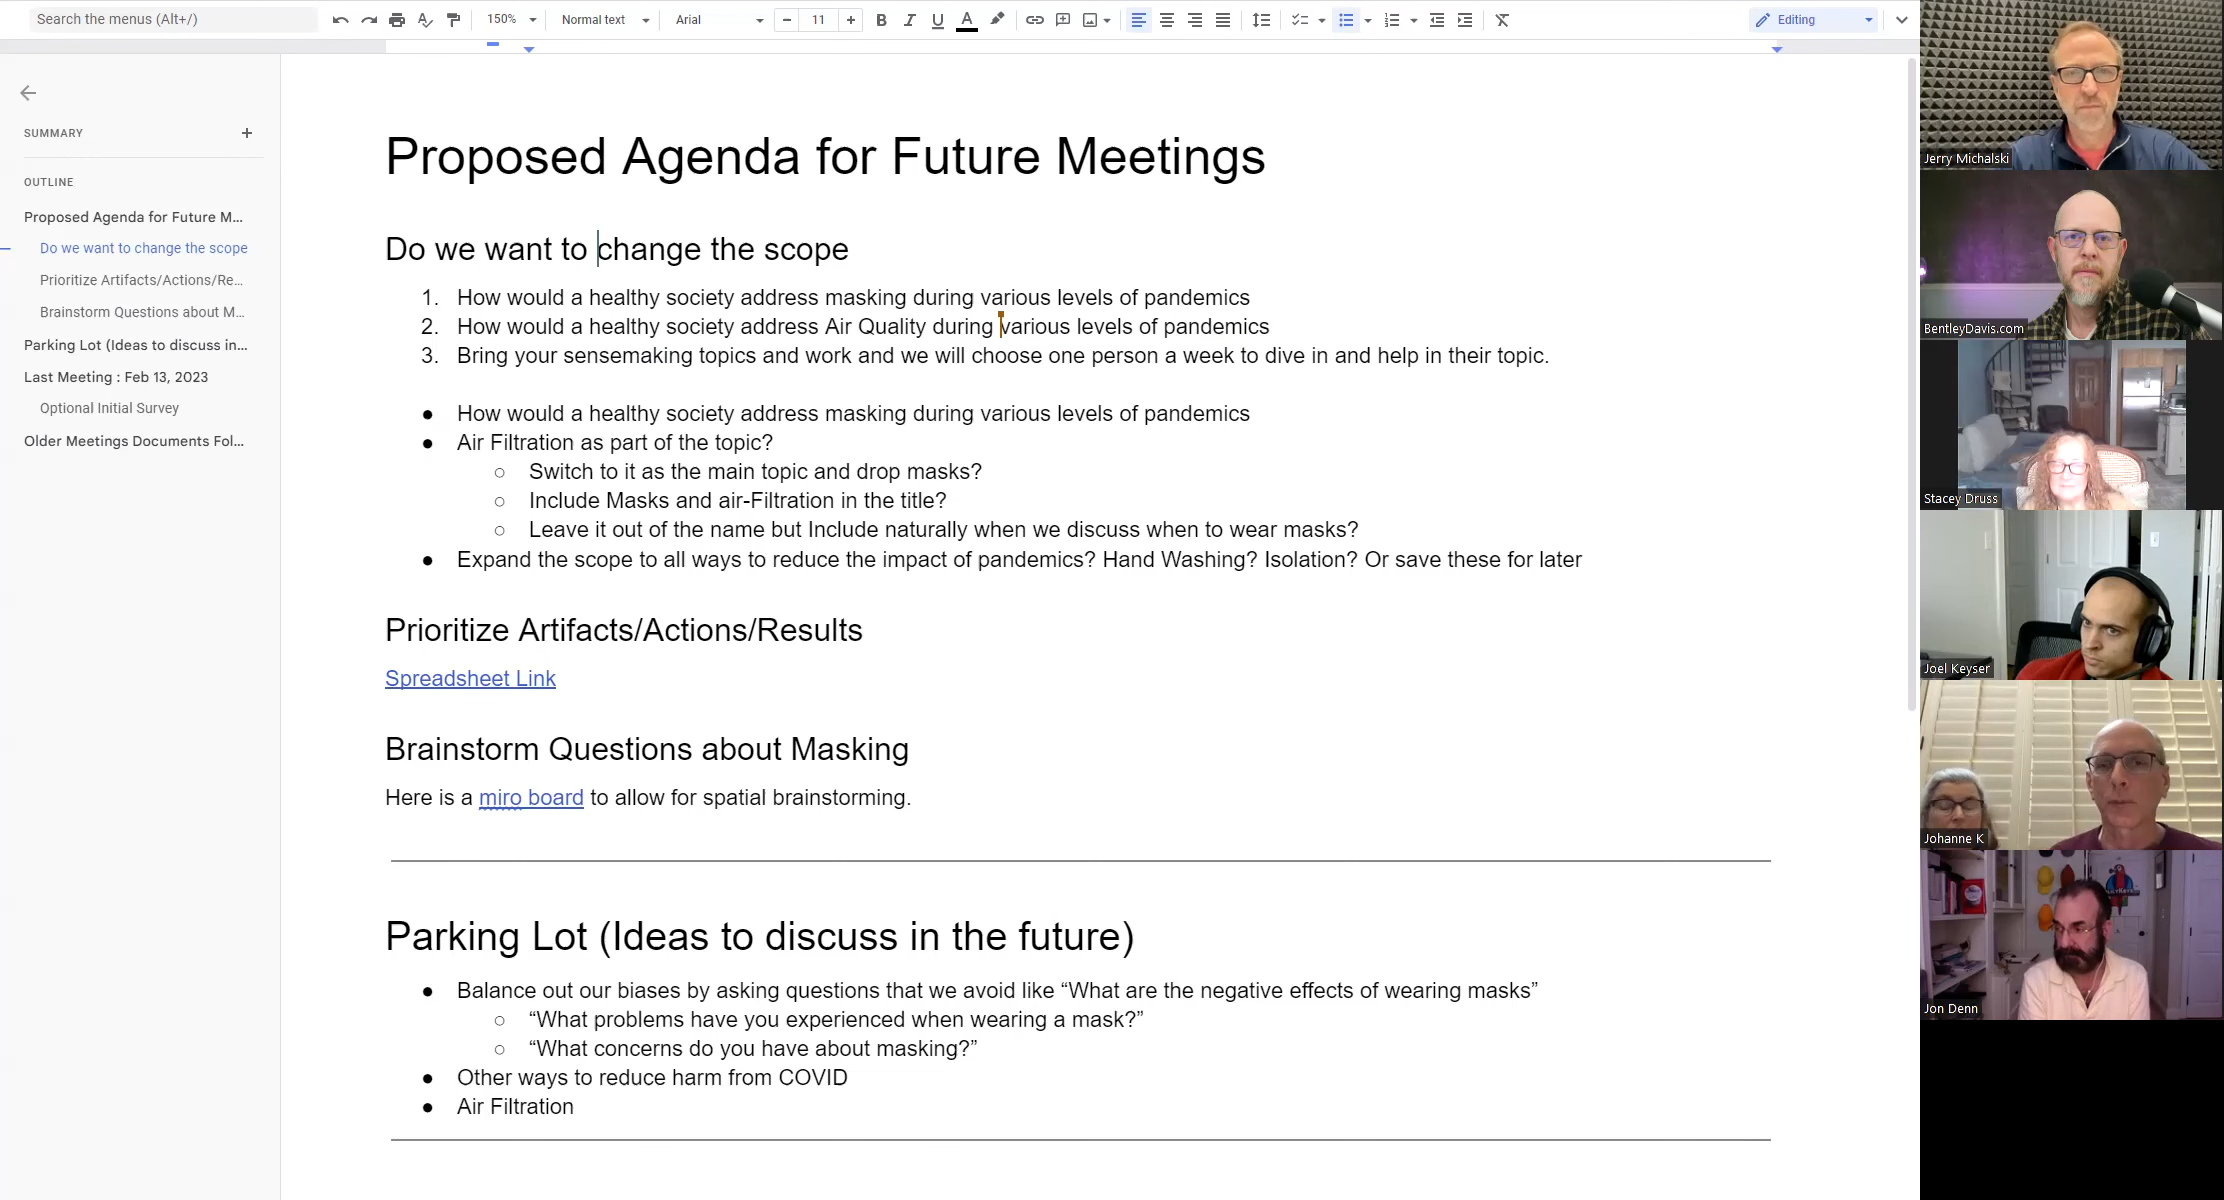 Search the menus (Alt+/)
150%
Normal text
Arial
11
B I U A
Editing
SUMMARY
OUTLINE
Proposed Agenda for Future M...
Do we want to change the scope
Prioritize Artifacts/Actions/Re...
Brainstorm Questions about M...
Parking Lot (Ideas to discuss in...
Last Meeting : Feb 13, 2023
Optional Initial Survey
Older Meetings Documents Fol...
Proposed Agenda for Future Meetings
Do we want to change the scope
1. How would a healthy society address masking during various levels of pandemics
2. How would a healthy society address Air Quality during various levels of pandemics
3. Bring your sensemaking topics and work and we will choose one person a week to dive in and help in their topic.
● How would a healthy society address masking during various levels of pandemics
● Air Filtration as part of the topic?
○ Switch to it as the main topic and drop masks?
○ Include Masks and air-Filtration in the title?
○ Leave it out of the name but Include naturally when we discuss when to wear masks?
● Expand the scope to all ways to reduce the impact of pandemics? Hand Washing? Isolation? Or save these for later
Prioritize Artifacts/Actions/Results
Spreadsheet Link
Brainstorm Questions about Masking
Here is a miro board to allow for spatial brainstorming.
Parking Lot (Ideas to discuss in the future)
● Balance out our biases by asking questions that we avoid like “What are the negative effects of wearing masks”
○ “What problems have you experienced when wearing a mask?”
○ “What concerns do you have about masking?”
● Other ways to reduce harm from COVID
● Air Filtration
Jerry Michalski
BentleyDavis.com
Stacey Druss
Joel Keyser
Johanne K
Jon Denn